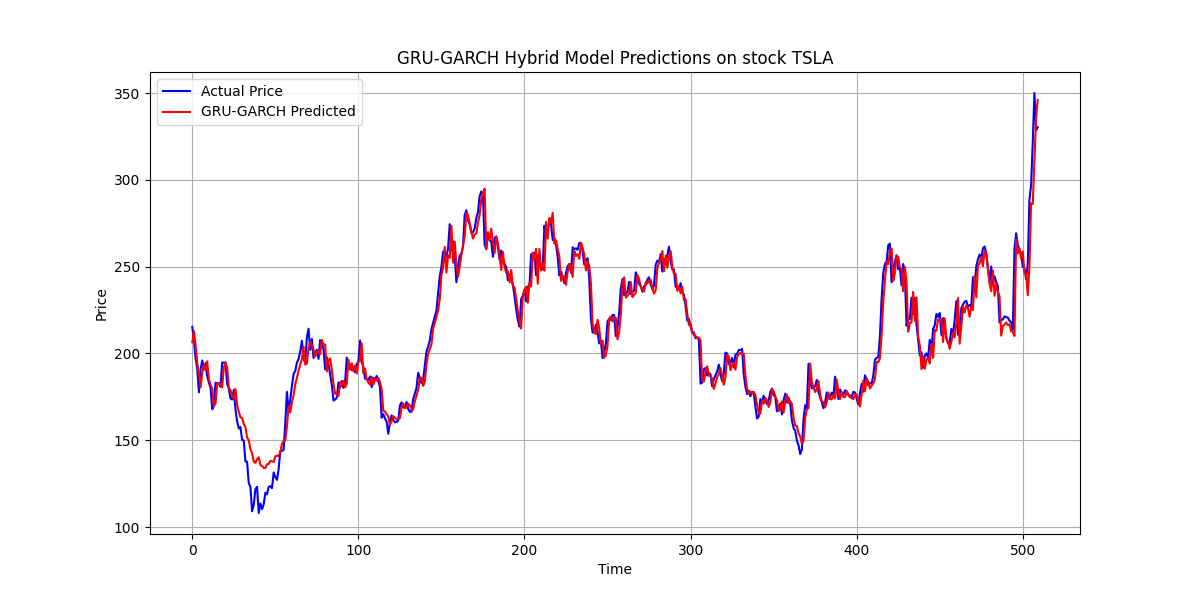 GRU-GARCH Hybrid Model Predictions on stock TSLA
Actual Price
GRU-GARCH Predicted
Price
350
300
250
200
150
100
0 100 200 300 400 500
Time